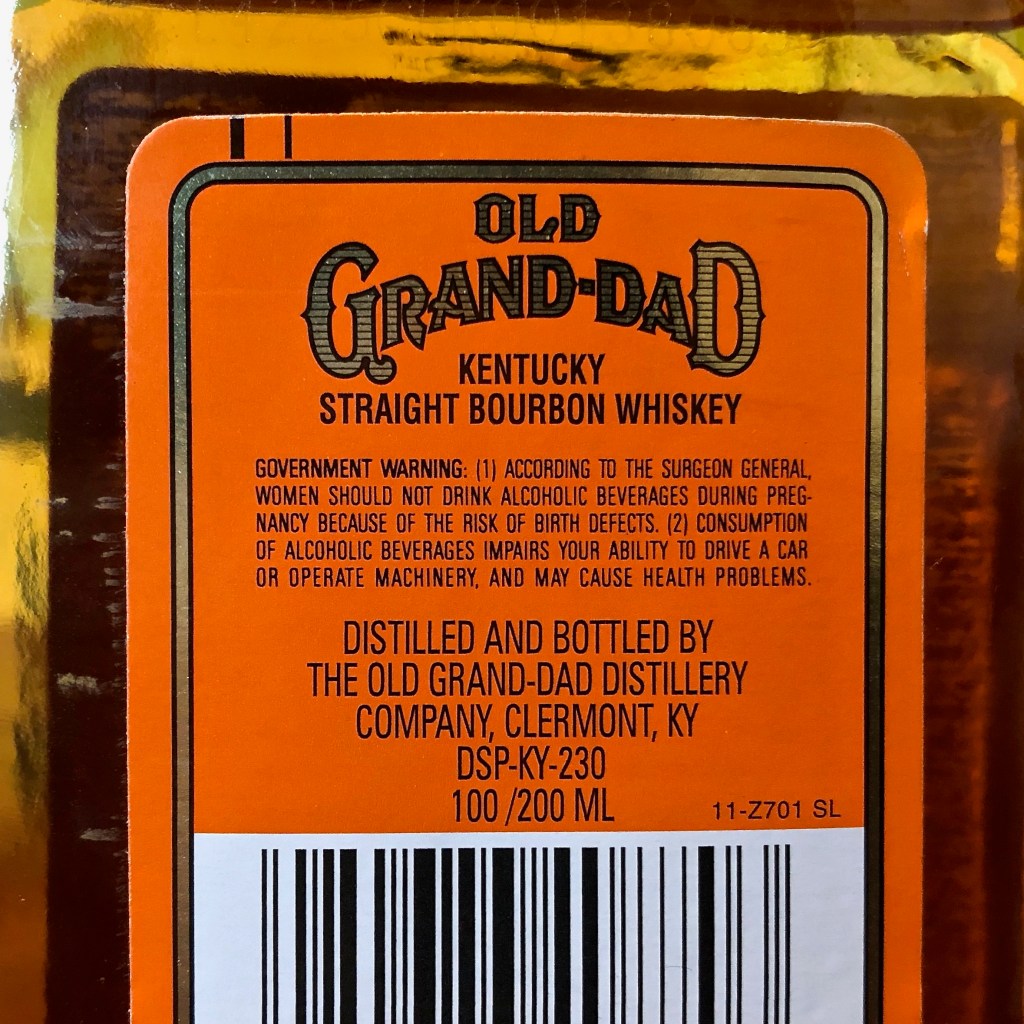 OLD
GRAND-DAD
KENTUCKY
STRAIGHT BOURBON WHISKEY
GOVERNMENT WARNING: (1) ACCORDING TO THE SURGEON GENERAL,
WOMEN SHOULD NOT DRINK ALCOHOLIC BEVERAGES DURING PREG-
NANCY BECAUSE OF THE RISK OF BIRTH DEFECTS. (2) CONSUMPTION
OF ALCOHOLIC BEVERAGES IMPAIRS YOUR ABILITY TO DRIVE A CAR
OR OPERATE MACHINERY, AND MAY CAUSE HEALTH PROBLEMS.
DISTILLED AND BOTTLED BY
THE OLD GRAND-DAD DISTILLERY
COMPANY, CLERMONT, KY
DSP-KY-230
100 /200 ML
11-Z701 SL